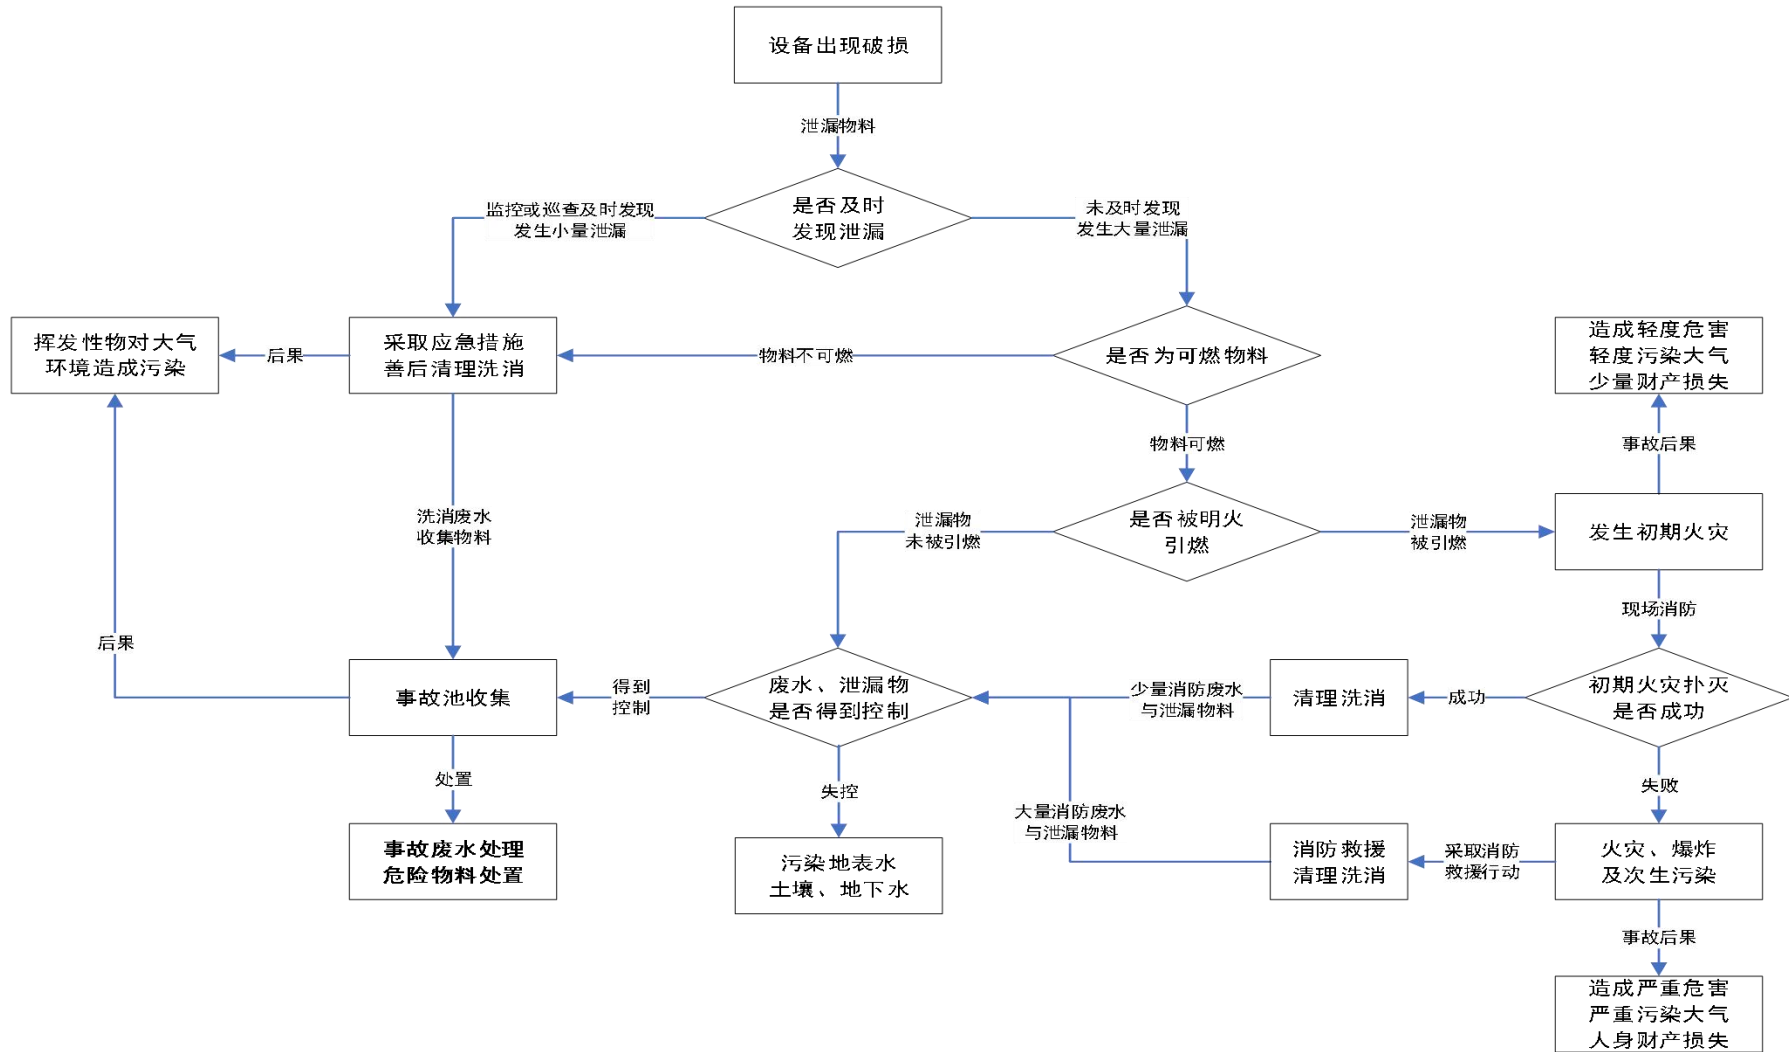 设备出现破损
泄漏物料
是否及时
发现泄漏
监控或巡查及时发现
发生小量泄漏
未及时发现
发生大量泄漏
挥发性物对大气
环境造成污染
后果
采取应急措施
善后清理洗消
物料不可燃
是否为可燃物料
造成轻度危害
轻度污染大气
少量财产损失
物料可燃
事故后果
洗消废水
收集物料
泄漏物
未被引燃
是否被明火
引燃
泄漏物
被引燃
发生初期火灾
现场消防
后果
事故池收集
得到
控制
废水、泄漏物
是否得到控制
少量消防废水
与泄漏物料
清理洗消
成功
初期火灾扑灭
是否成功
处置
失控
失败
大量消防废水
与泄漏物料
事故废水处理
危险物料处置
污染地表水
土壤、地下水
消防救援
清理洗消
采取消防
救援行动
火灾、爆炸
及次生污染
事故后果
造成严重危害
严重污染大气
人身财产损失